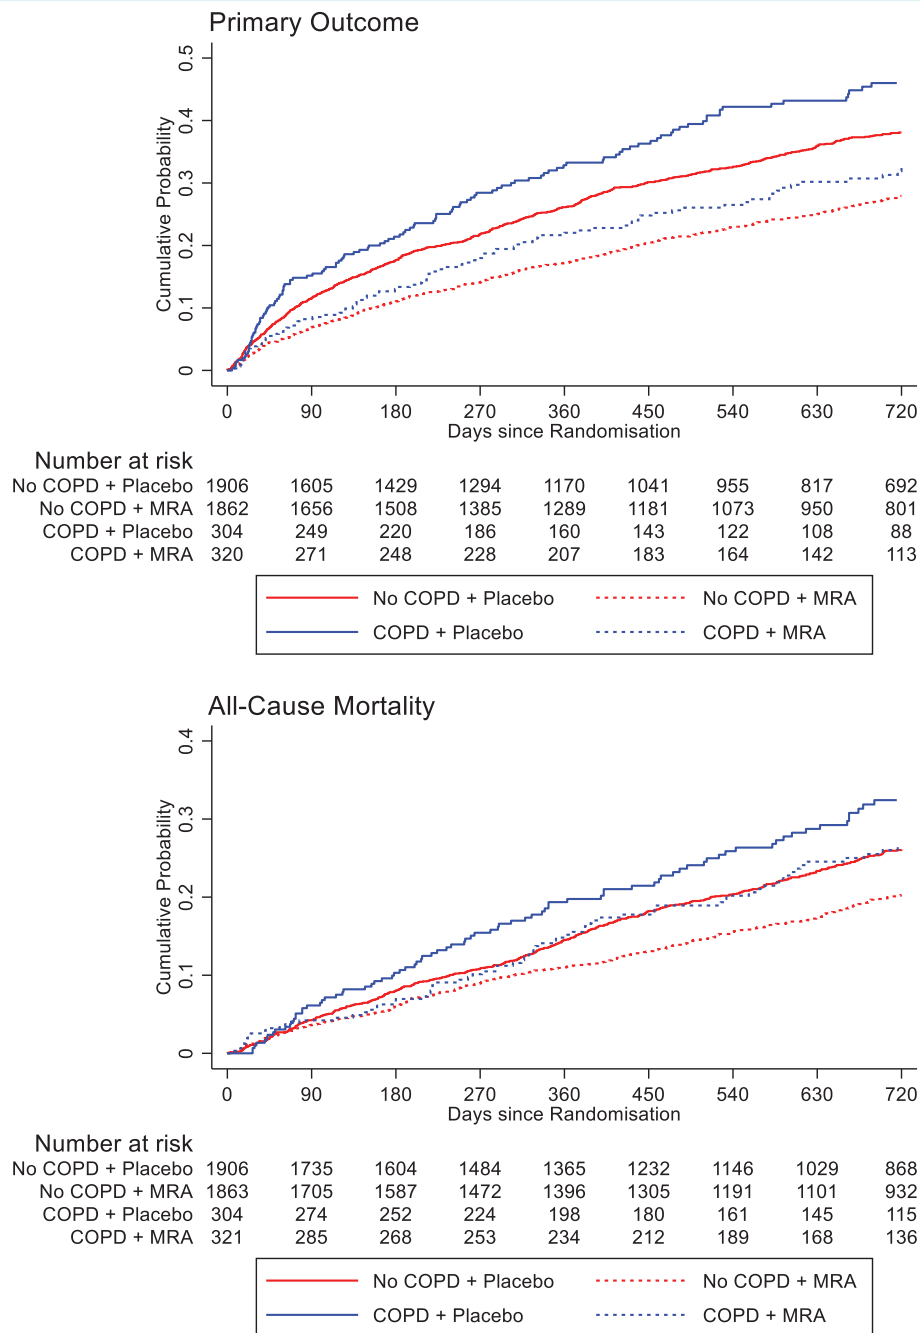 Primary Outcome
Cumulative Probability
0.5
0.4
0.3
0.2
0.1
0
0 90 180 270 360 450 540 630 720
Days since Randomisation
Number at risk
No COPD + Placebo 1906 1605 1429 1294 1170 1041 955 817 692
No COPD + MRA 1862 1656 1508 1385 1289 1181 1073 950 801
COPD + Placebo 304 249 220 186 160 143 122 108 88
COPD + MRA 320 271 248 228 207 183 164 142 113
No COPD + Placebo No COPD + MRA
COPD + Placebo COPD + MRA
All-Cause Mortality
Cumulative Probability
0.4
0.3
0.2
0.1
0
0 90 180 270 360 450 540 630 720
Days since Randomisation
Number at risk
No COPD + Placebo 1906 1735 1604 1484 1365 1232 1146 1029 868
No COPD + MRA 1863 1705 1587 1472 1396 1305 1191 1101 932
COPD + Placebo 304 274 252 224 198 180 161 145 115
COPD + MRA 321 285 268 253 234 212 189 168 136
No COPD + Placebo No COPD + MRA
COPD + Placebo COPD + MRA